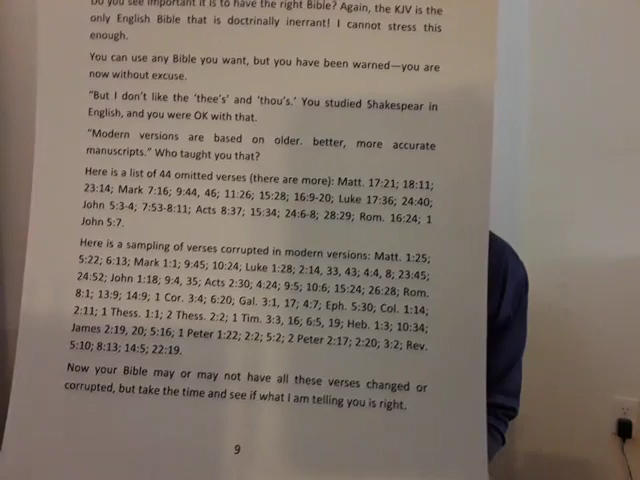 Do you see important it is to have the right Bible? Again, the KJV is the
only English Bible that is doctrinally inerrant! I cannot stress this
enough.
You can use any Bible you want, but you have been warned—you are
now without excuse.
“But I don’t like the ‘thee’s’ and ‘thou’s.’ You studied Shakespear in
English, and you were OK with that.
“Modern versions are based on older. better, more accurate
manuscripts.” Who taught you that?
Here is a list of 44 omitted verses (there are more): Matt. 17:21; 18:11;
23:14; Mark 7:16; 9:44, 46; 11:26; 15:28; 16:9-20; Luke 17:36; 24:40;
John 5:3-4; 7:53-8:11; Acts 8:37; 15:34; 24:6-8; 28:29; Rom. 16:24; 1
John 5:7.
Here is a sampling of verses corrupted in modern versions: Matt. 1:25;
5:22; 6:13; Mark 1:1; 9:45; 10:24; Luke 1:28; 2:14, 33, 43; 4:4, 8; 23:45;
24:52; John 1:18; 9:4, 35; Acts 2:30; 4:24; 9:5; 10:6; 15:24; 26:28; Rom.
8:1; 13:9; 14:9; 1 Cor. 3:4; 6:20; Gal. 3:1, 17; 4:7; Eph. 5:30; Col. 1:14;
2:11; 1 Thess. 1:1; 2 Thess. 2:2; 1 Tim. 3:3, 16; 6:5, 19; Heb. 1:3; 10:34;
James 2:19, 20; 5:16; 1 Peter 1:22; 2:2; 5:2; 2 Peter 2:17; 2:20; 3:2; Rev.
5:10; 8:13; 14:5; 22:19.
Now your Bible may or may not have all these verses changed or
corrupted, but take the time and see if what I am telling you is right.
9